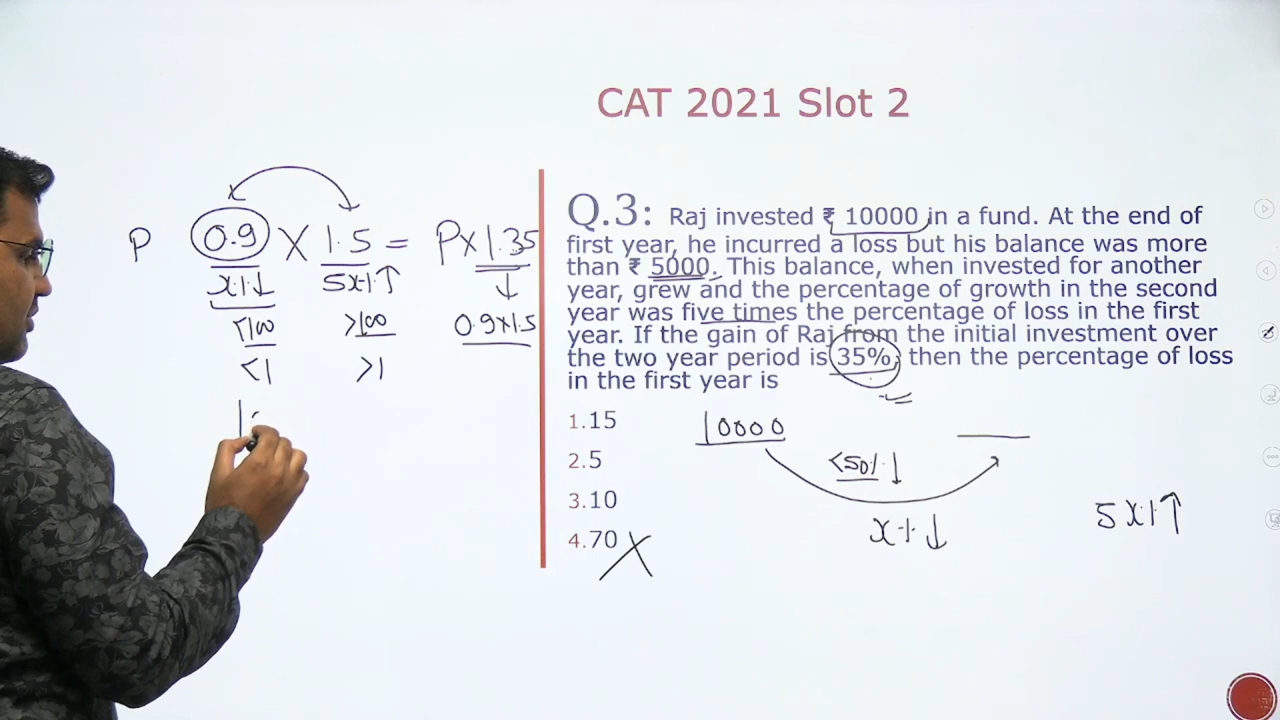 CAT 2021 Slot 2
P 0.9 X 1.5 = P X 1.35
x%↓ 5x%↑ ↓
<100 >100 0.9x1.5
<1 >1
Q.3: Raj invested ₹ 10000 in a fund. At the end of
first year, he incurred a loss but his balance was more
than ₹ 5000. This balance, when invested for another
year, grew and the percentage of growth in the second
year was five times the percentage of loss in the first
year. If the gain of Raj from the initial investment over
the two year period is 35%, then the percentage of loss
in the first year is
1.15
2.5
3.10
4.70
10000
<50%↓
x%↓
5x%↑